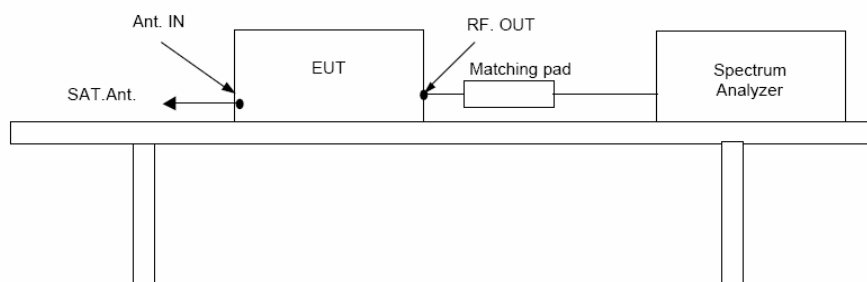 Ant. IN
RF. OUT
EUT
Matching pad
Spectrum
Analyzer
SAT.Ant.